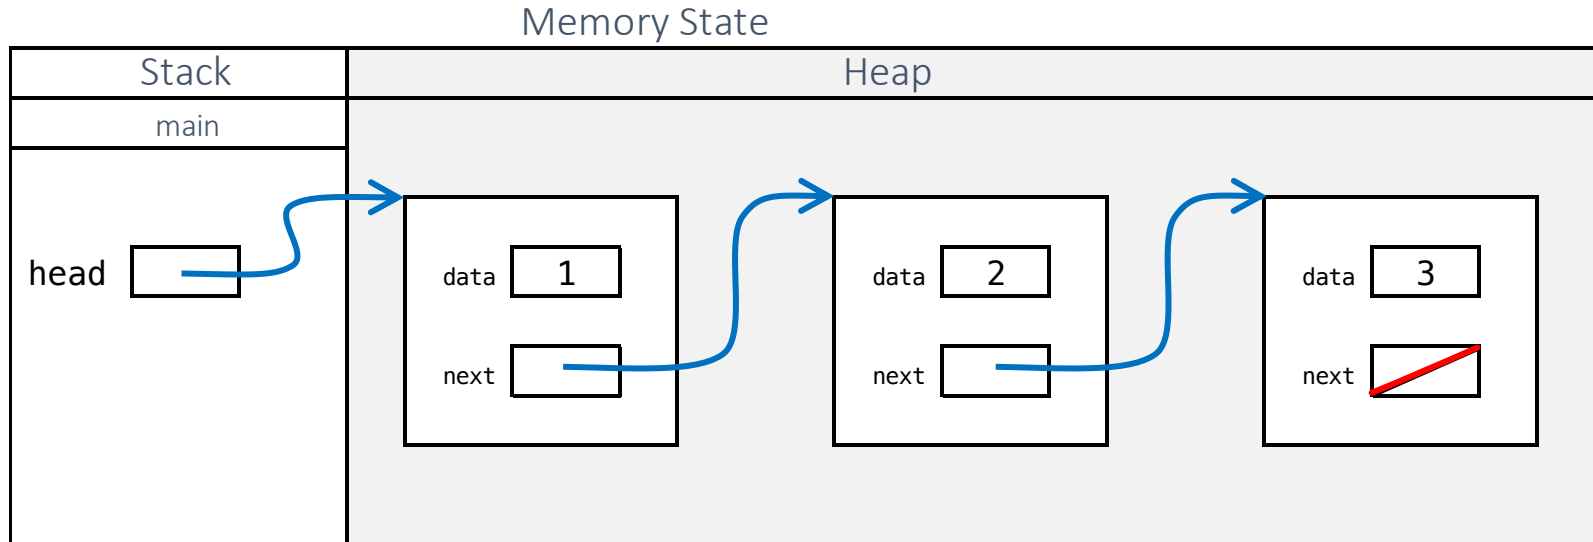 Memory State
Stack Heap
main
head data 1 data 2 data 3
next next next